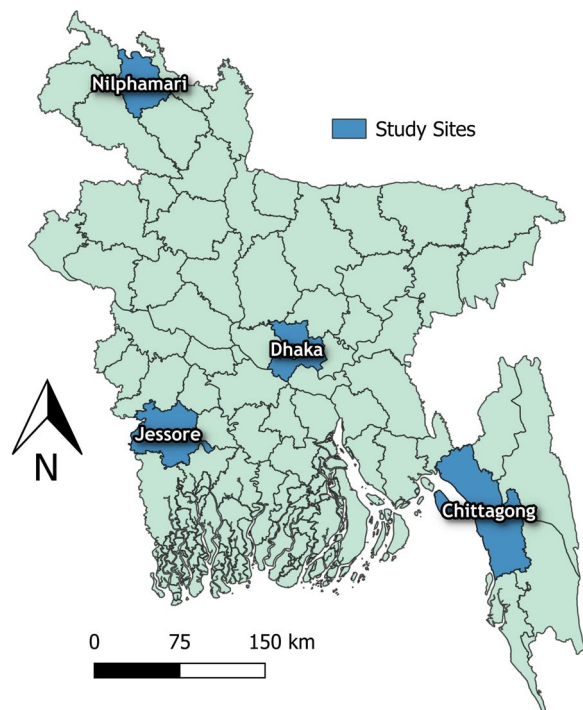 Nilphamari
Study Sites
Dhaka
Jessore
N
Chittagong
0 75 150 km